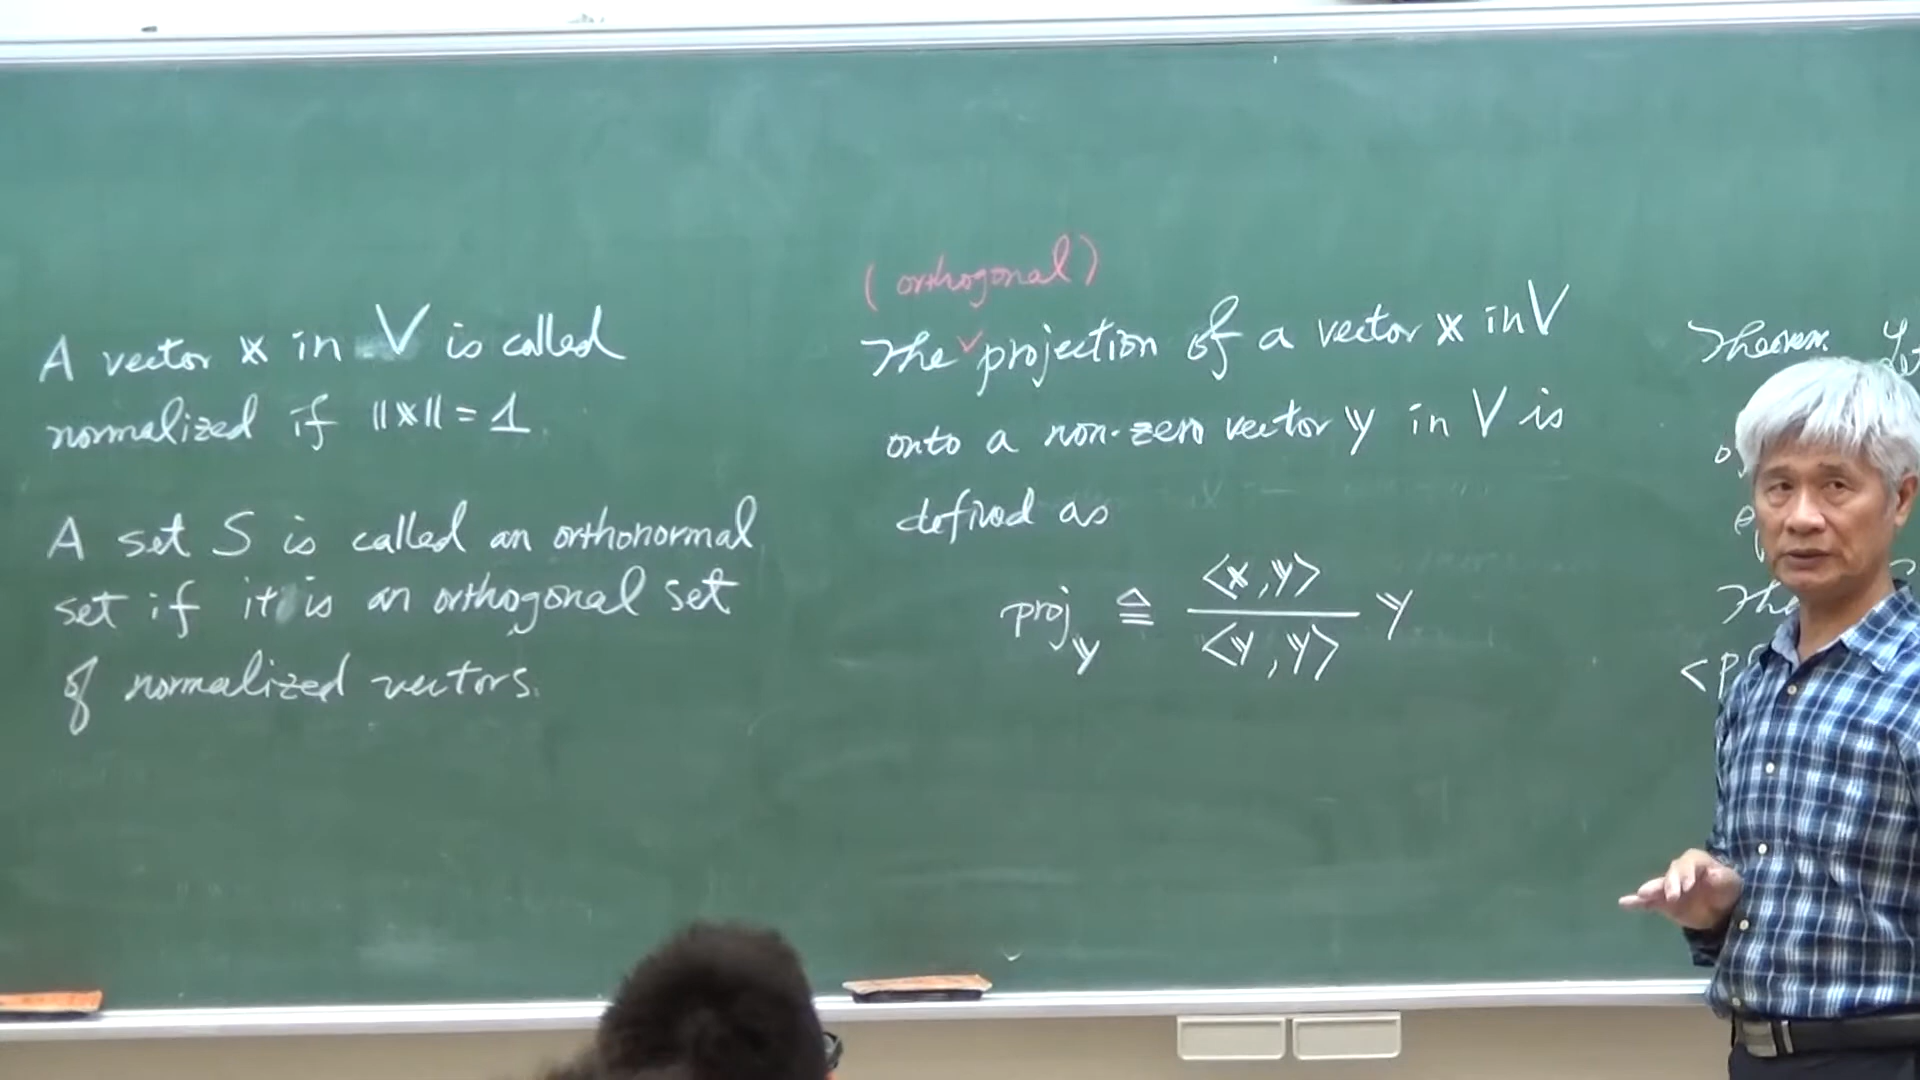 A vector x in V is called
normalized if ||x|| = 1.
A set S is called an orthonormal
set if it is an orthogonal set
of normalized vectors.
(orthogonal)
The ˅ projection of a vector x in V
onto a non-zero vector y in V is
defined as
proj_y ≜ <x,y> / <y,y> y
Theorem. Let
The